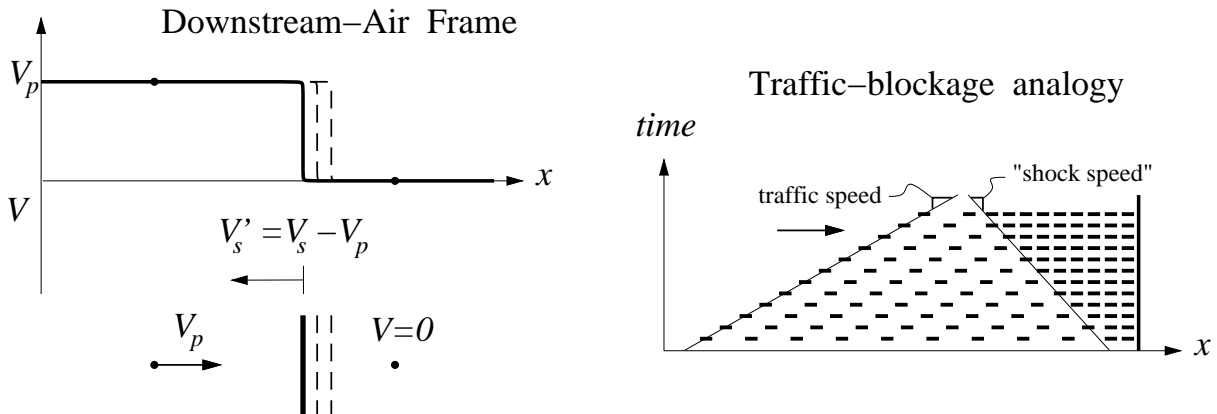 Downstream–Air Frame
V_p
x
V
V_s' = V_s – V_p
V_p
V=0
Traffic–blockage analogy
time
traffic speed
"shock speed"
x